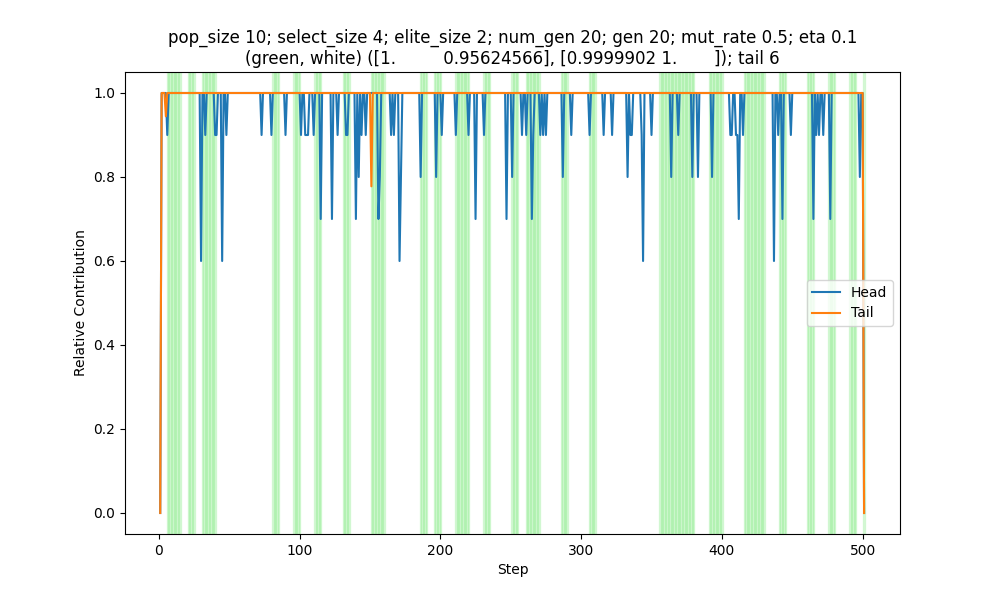 pop_size 10; select_size 4; elite_size 2; num_gen 20; gen 20; mut_rate 0.5; eta 0.1
(green, white) ([1.         0.95624566], [0.9999902 1.       ]); tail 6
1.0
0.8
0.6
0.4
0.2
0.0
Relative Contribution
Head
Tail
0
100
200
300
400
500
Step